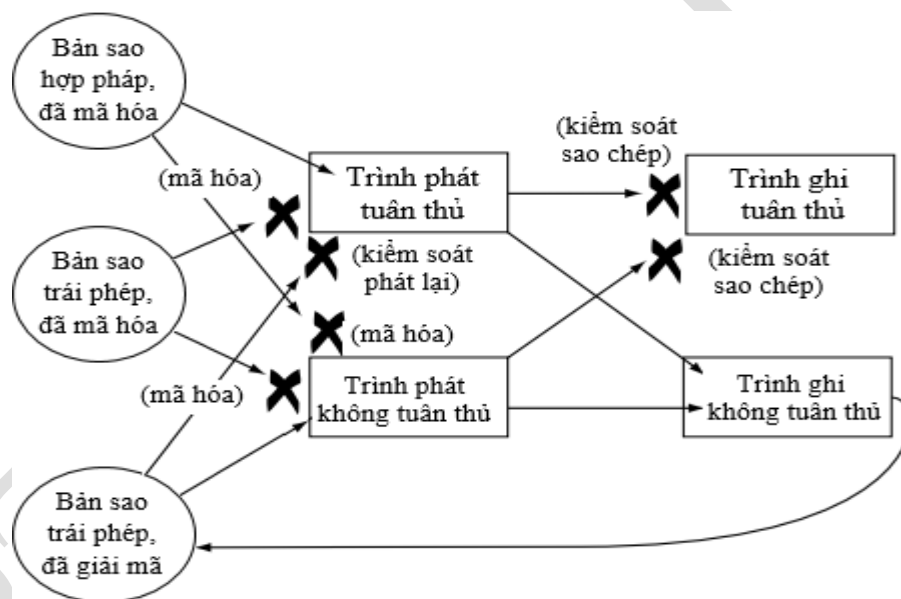 Bản sao
hợp pháp,
đã mã hóa
(mã hóa)
Trình phát
tuân thủ
(kiểm soát
sao chép)
Trình ghi
tuân thủ
Bản sao
trái phép,
đã mã hóa
(kiểm soát
phát lại)
(kiểm soát
sao chép)
(mã hóa)
(mã hóa)
Trình phát
không tuân thủ
Trình ghi
không tuân thủ
Bản sao
trái phép,
đã giải mã